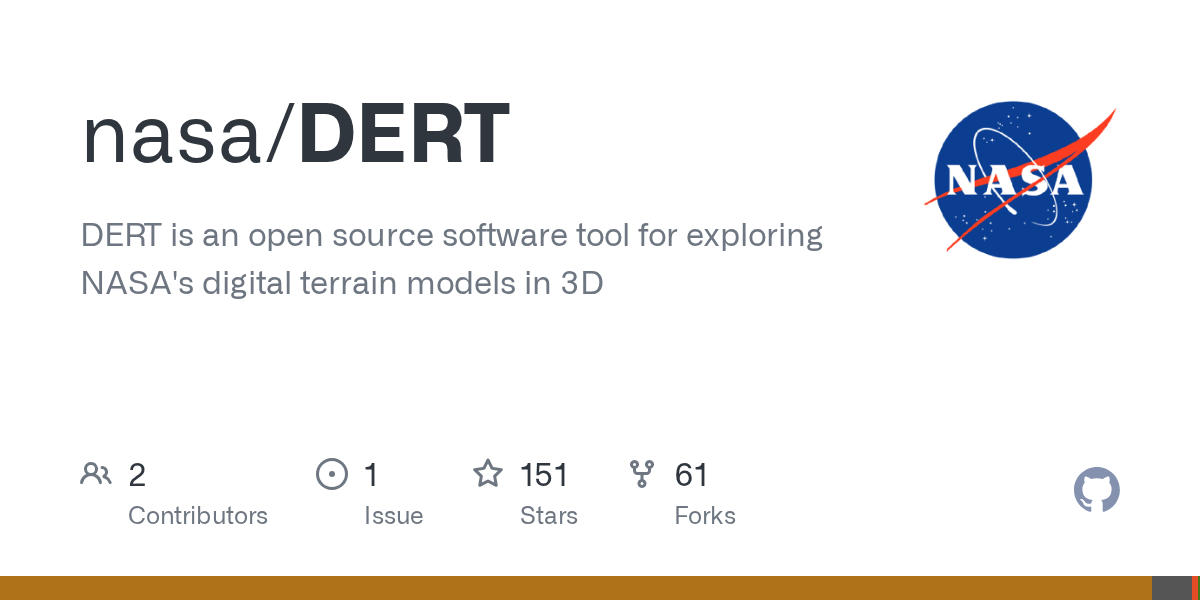 nasa/DERT
NASA
DERT is an open source software tool for exploring
NASA's digital terrain models in 3D
2
Contributors
1
Issue
151
Stars
61
Forks